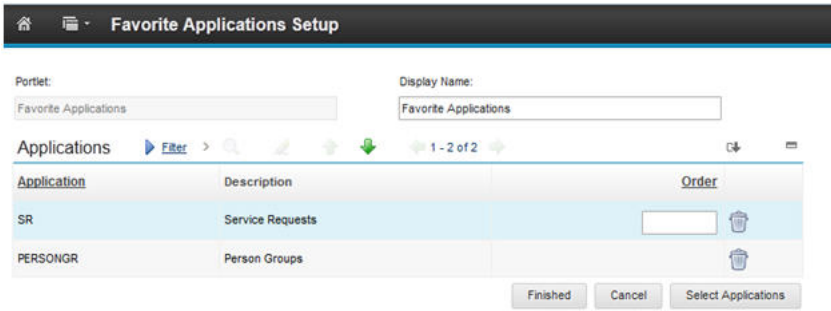 Favorite Applications Setup
Portlet: Display Name:
Favorite Applications Favorite Applications
Applications Filter 1 - 2 of 2
Application Description Order
SR Service Requests
PERSONGR Person Groups
Finished Cancel Select Applications